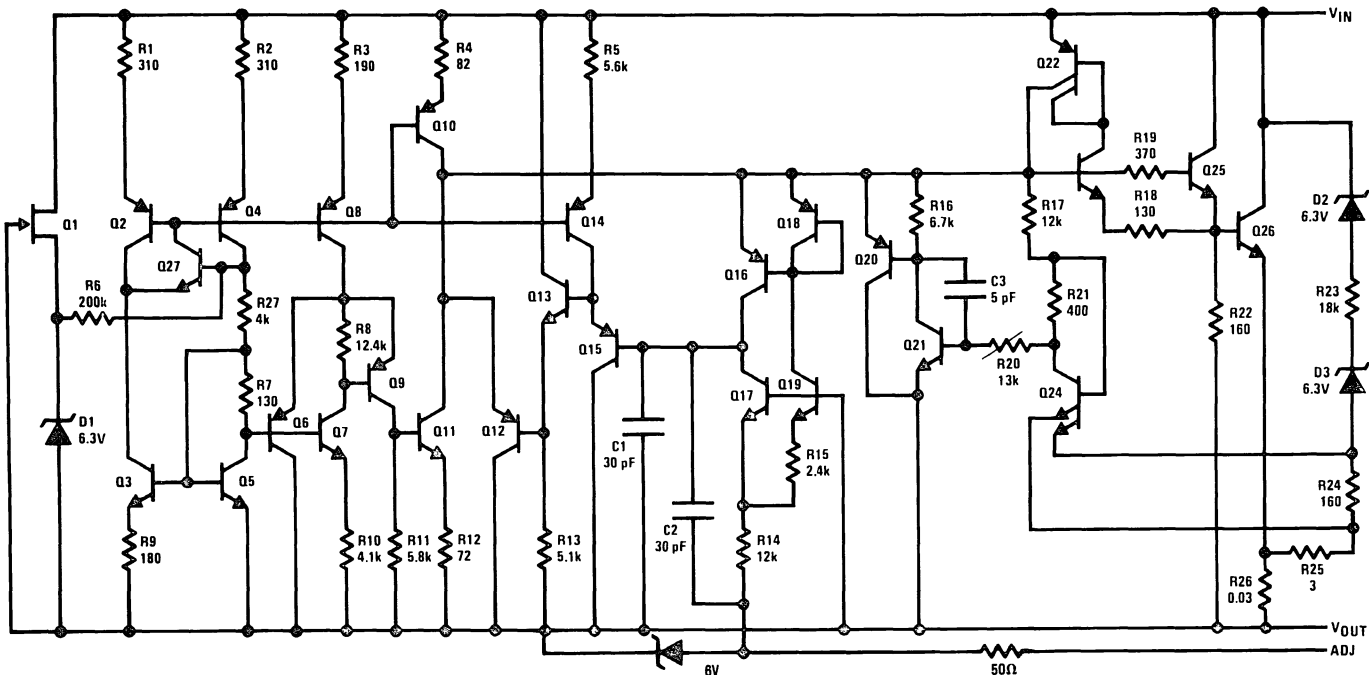 VIN
R1
310
R2
310
R3
190
R4
82
R5
5.6k
Q22
Q10
R19
370
Q25
R18
130
D2
6.3V
Q1
Q2
Q4
Q8
Q14
Q18
R16
6.7k
R17
12k
Q26
Q27
Q16
Q20
R6
200k
R27
4k
Q13
C3
5 pF
R21
400
R22
160
R23
18k
R8
12.4k
Q15
Q21
R20
13k
R7
130
Q9
Q17
Q19
Q24
D3
6.3V
D1
6.3V
Q6
Q7
Q11
Q12
C1
30 pF
R15
2.4k
Q3
Q5
R24
160
R9
180
R10
4.1k
R11
5.8k
R12
72
R13
5.1k
C2
30 pF
R14
12k
R25
3
R26
0.03
VOUT
ADJ
6V
50Ω